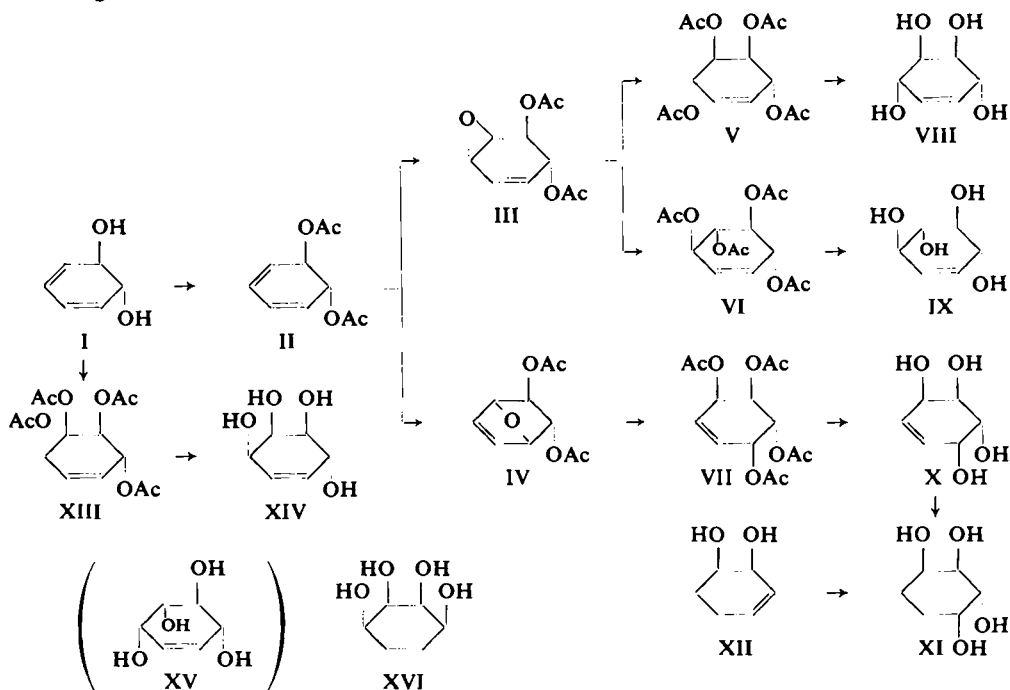 AcO OAc HO OH
OAc
O
AcO OAc HO OH
V VIII
OAc
III
OAc OH
AcO HO
OH OAc
OAc OH
OAc OH
VI IX
OH OAc
I II
OAc AcO OAc HO OH
AcO OAc HO OH
AcO HO
O
OAc OAc OH
IV VII OAc X OH
OAc OH
XIII XIV
HO OH HO OH
OH HO OH
HO OH
OH
HO OH OH
XV XVI XII XI OH